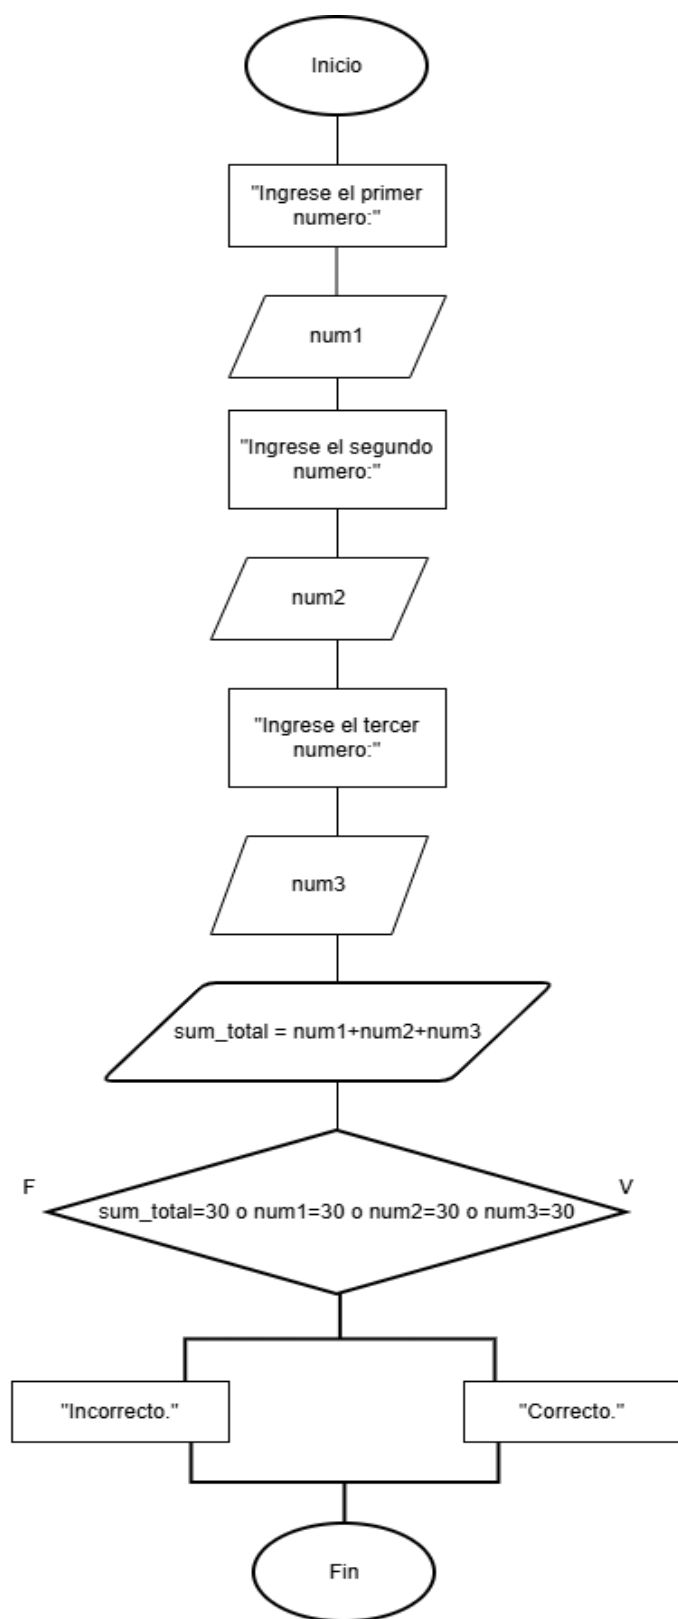 Inicio
"Ingrese el primer
numero:"
num1
"Ingrese el segundo
numero:"
num2
"Ingrese el tercer
numero:"
num3
sum_total = num1+num2+num3
F
V
sum_total=30 o num1=30 o num2=30 o num3=30
"Incorrecto."
"Correcto."
Fin